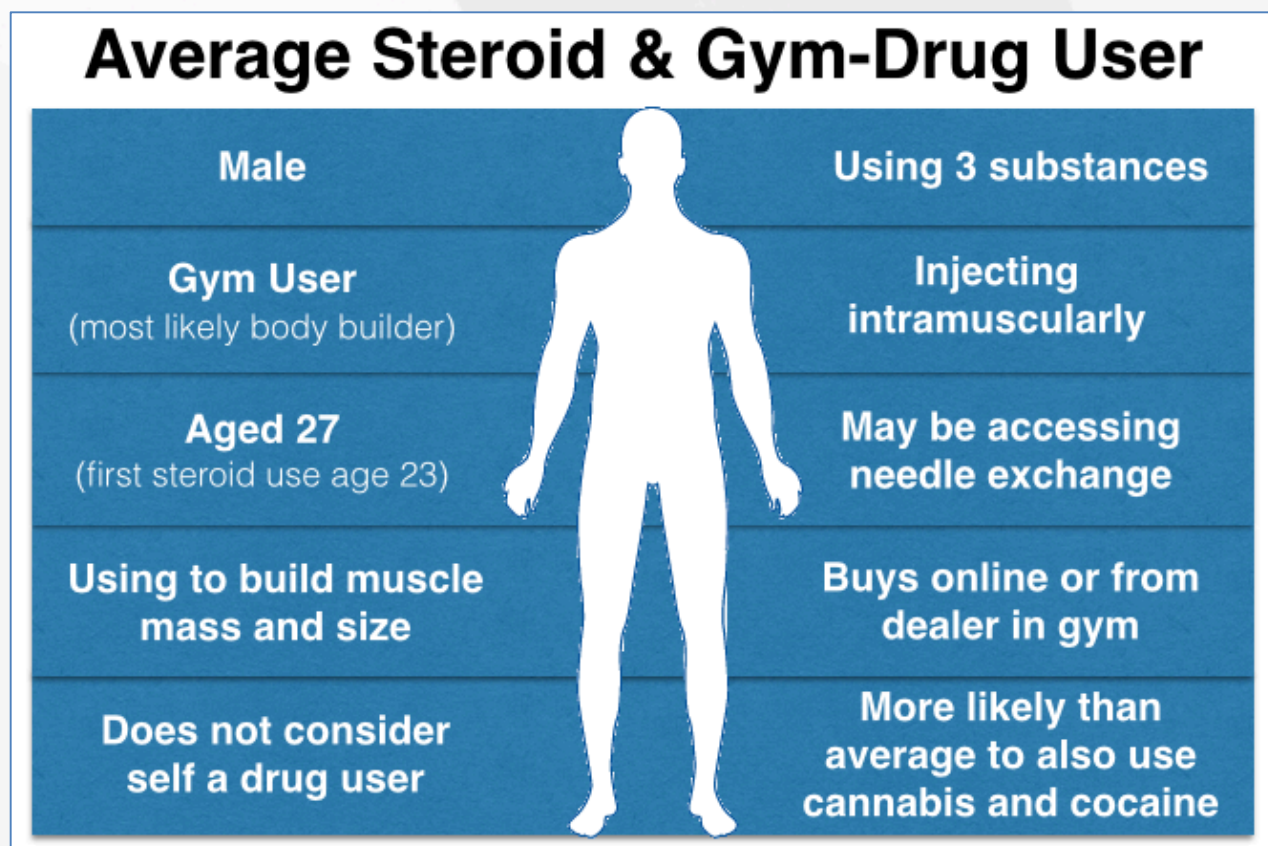 Average Steroid & Gym-Drug User
Male
Using 3 substances
Gym User
(most likely body builder)
Injecting
intramuscularly
Aged 27
(first steroid use age 23)
May be accessing
needle exchange
Using to build muscle
mass and size
Buys online or from
dealer in gym
Does not consider
self a drug user
More likely than
average to also use
cannabis and cocaine